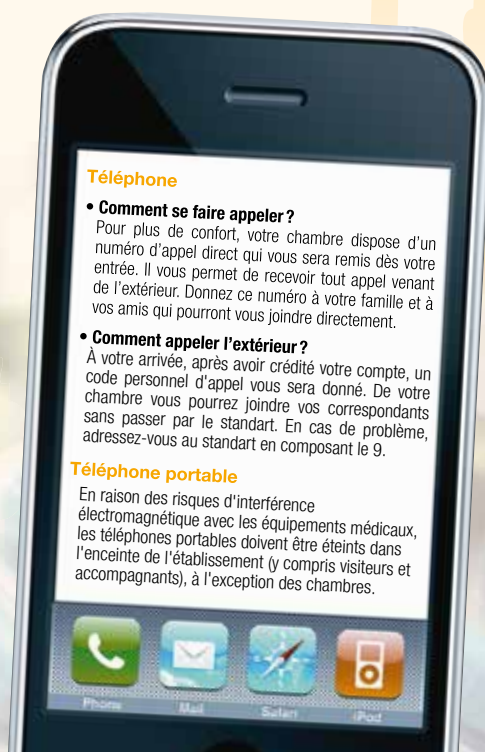 Téléphone
• Comment se faire appeler ?
Pour plus de confort, votre chambre dispose d'un
numéro d'appel direct qui vous sera remis dès votre
entrée. Il vous permet de recevoir tout appel venant
de l'extérieur. Donnez ce numéro à votre famille et à
vos amis qui pourront vous joindre directement.
• Comment appeler l'extérieur ?
À votre arrivée, après avoir crédité votre compte, un
code personnel d'appel vous sera donné. De votre
chambre vous pourrez joindre vos correspondants
sans passer par le standart. En cas de problème,
adressez-vous au standart en composant le 9.
Téléphone portable
En raison des risques d'interférence
électromagnétique avec les équipements médicaux,
les téléphones portables doivent être éteints dans
l'enceinte de l'établissement (y compris visiteurs et
accompagnants), à l'exception des chambres.
Phone Mail Safari iPod